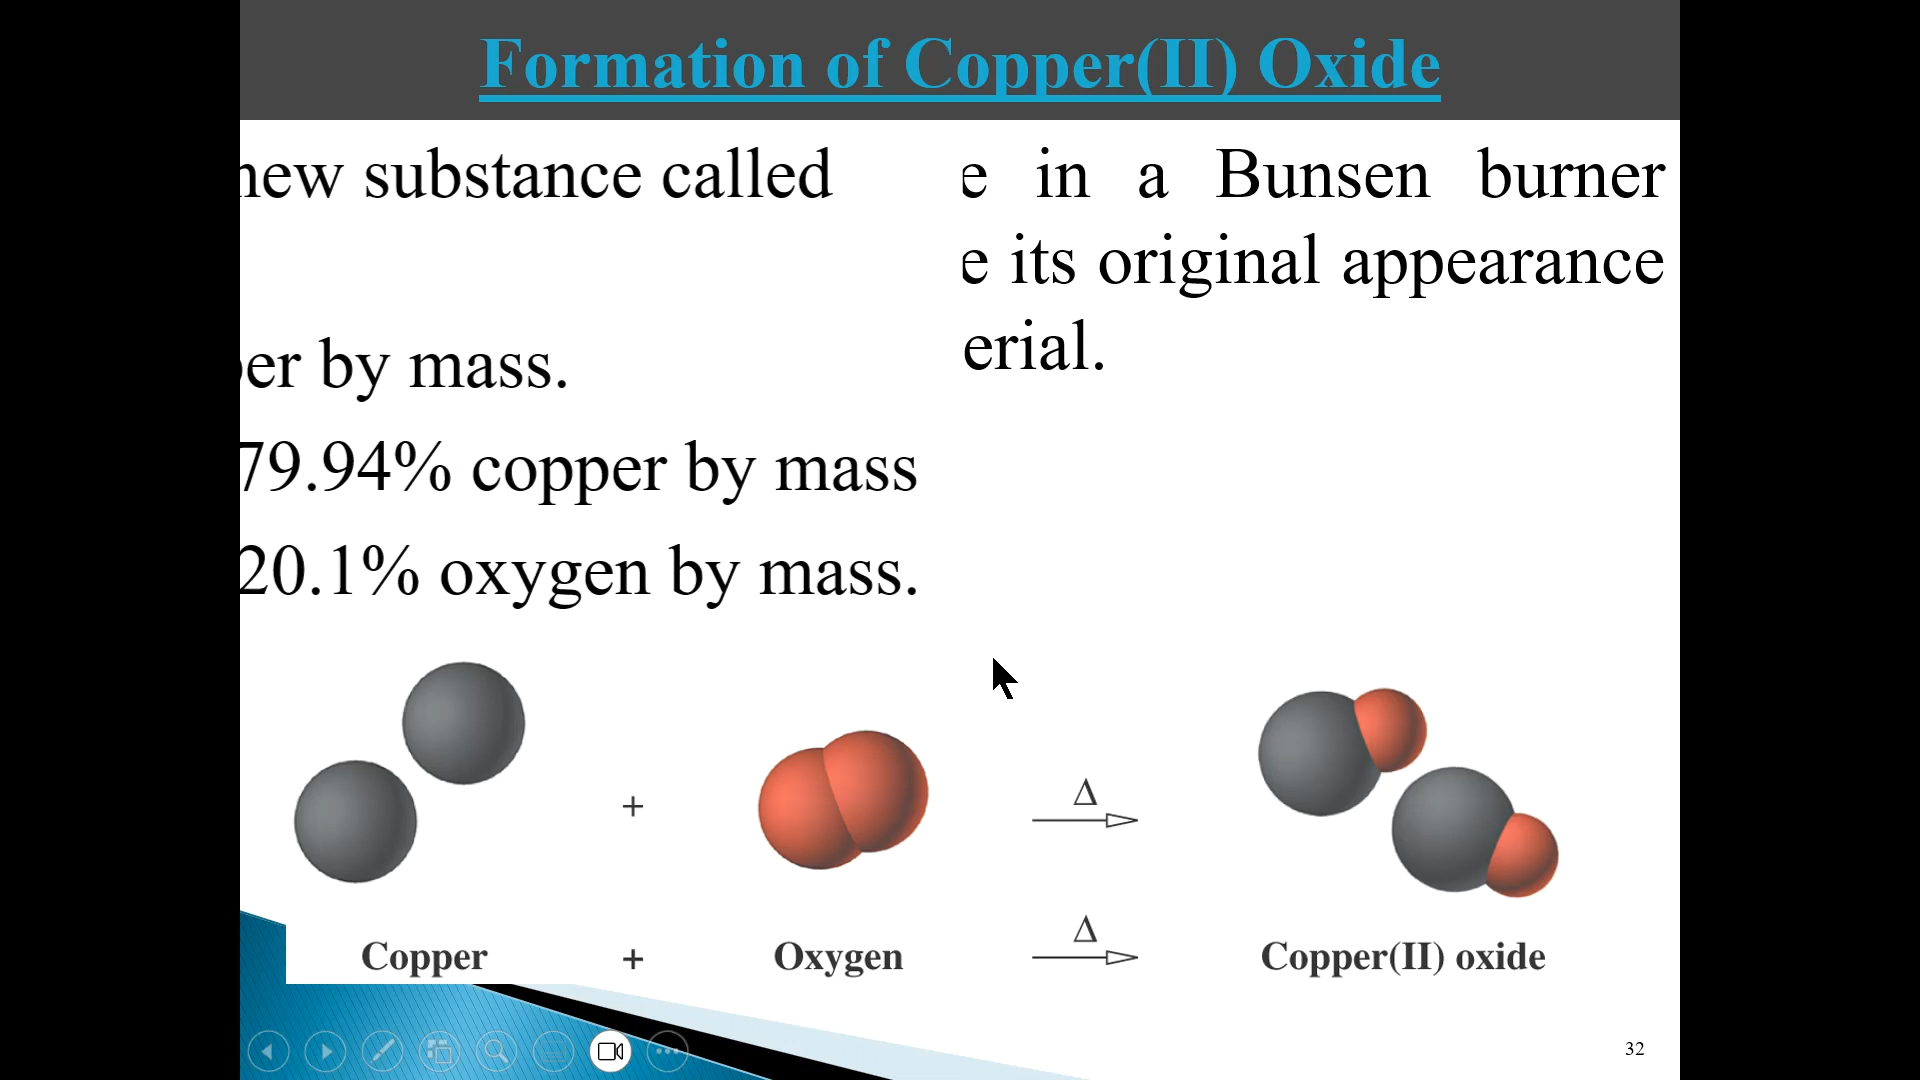 Formation of Copper(II) Oxide
new substance called
er by mass.
79.94% copper by mass
20.1% oxygen by mass.
e in a Bunsen burner
e its original appearance
erial.
+
Δ
Copper + Oxygen Δ Copper(II) oxide
32